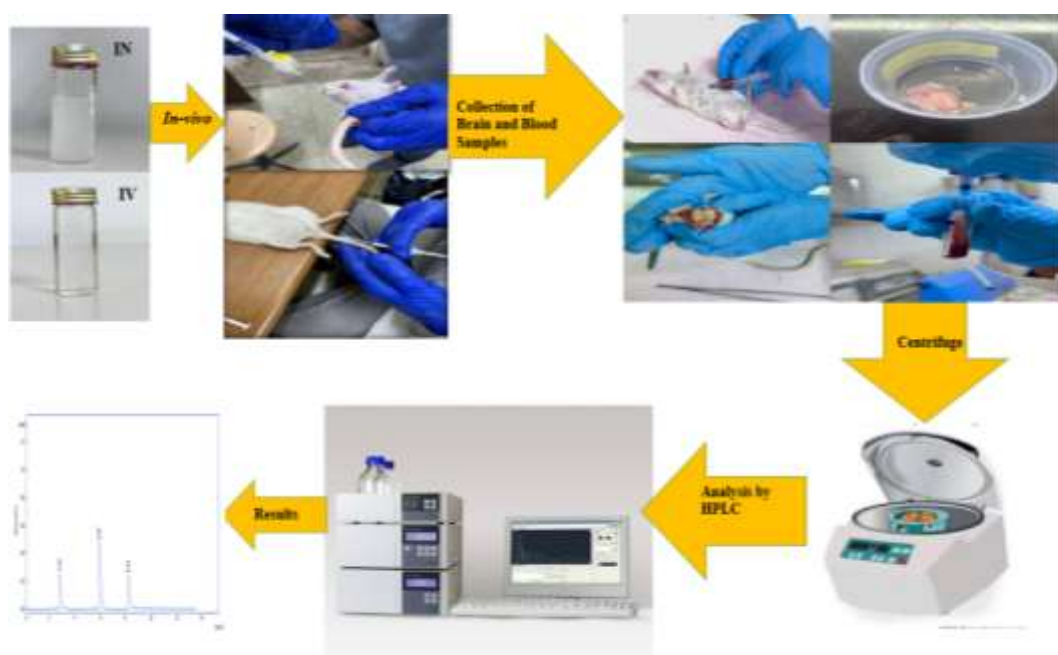 IN
IV
In-vivo
Collection of
Brain and Blood
Samples
Centrifuge
Analysis by
HPLC
Results